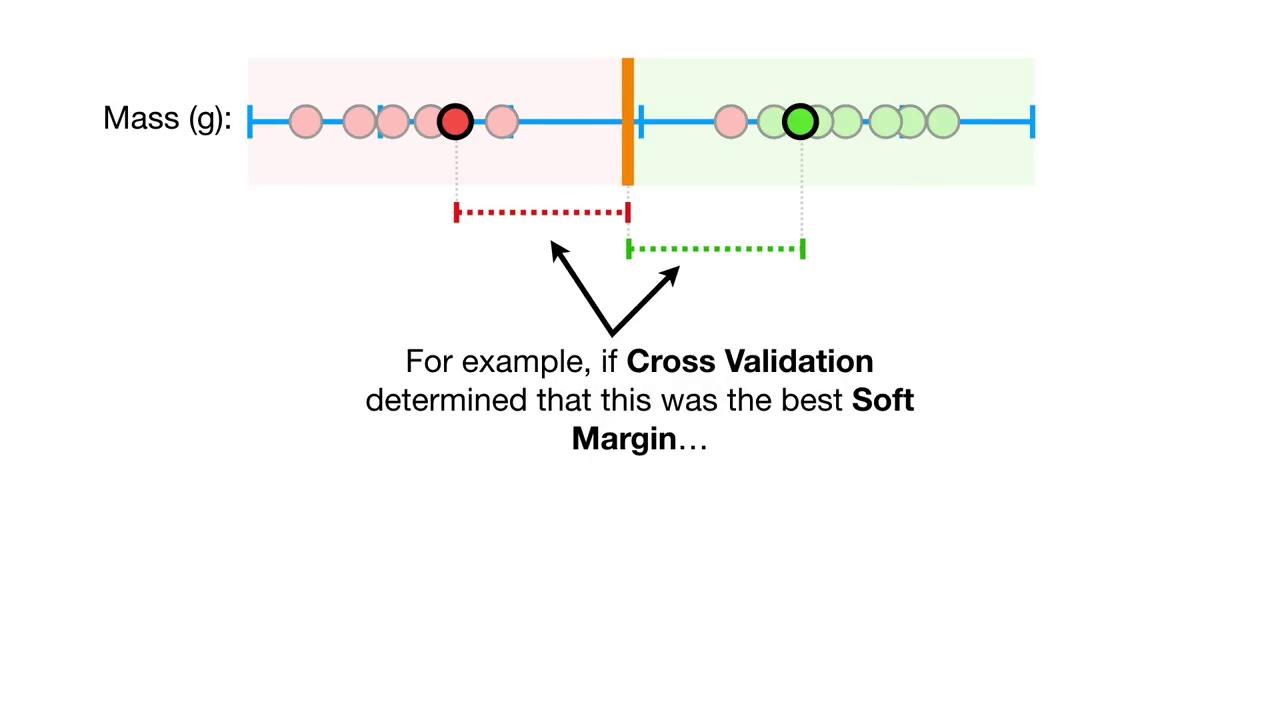 Mass (g):
For example, if Cross Validation
determined that this was the best Soft
Margin…